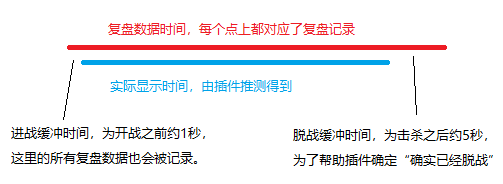 复盘数据时间，每个点上都对应了复盘记录
实际显示时间，由插件推测得到
进战缓冲时间，为开战之前约1秒，
这里的所有复盘数据也会被记录。
脱战缓冲时间，为击杀之后约5秒，
为了帮助插件确定“确实已经脱战”